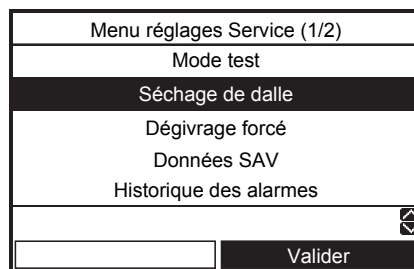 Menu réglages Service (1/2)
Mode test
Séchage de dalle
Dégivrage forcé
Données SAV
Historique des alarmes
Valider